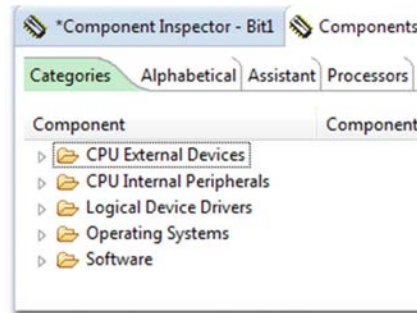 *Component Inspector - Bit1 Components
Categories Alphabetical Assistant Processors
Component Component
CPU External Devices
CPU Internal Peripherals
Logical Device Drivers
Operating Systems
Software